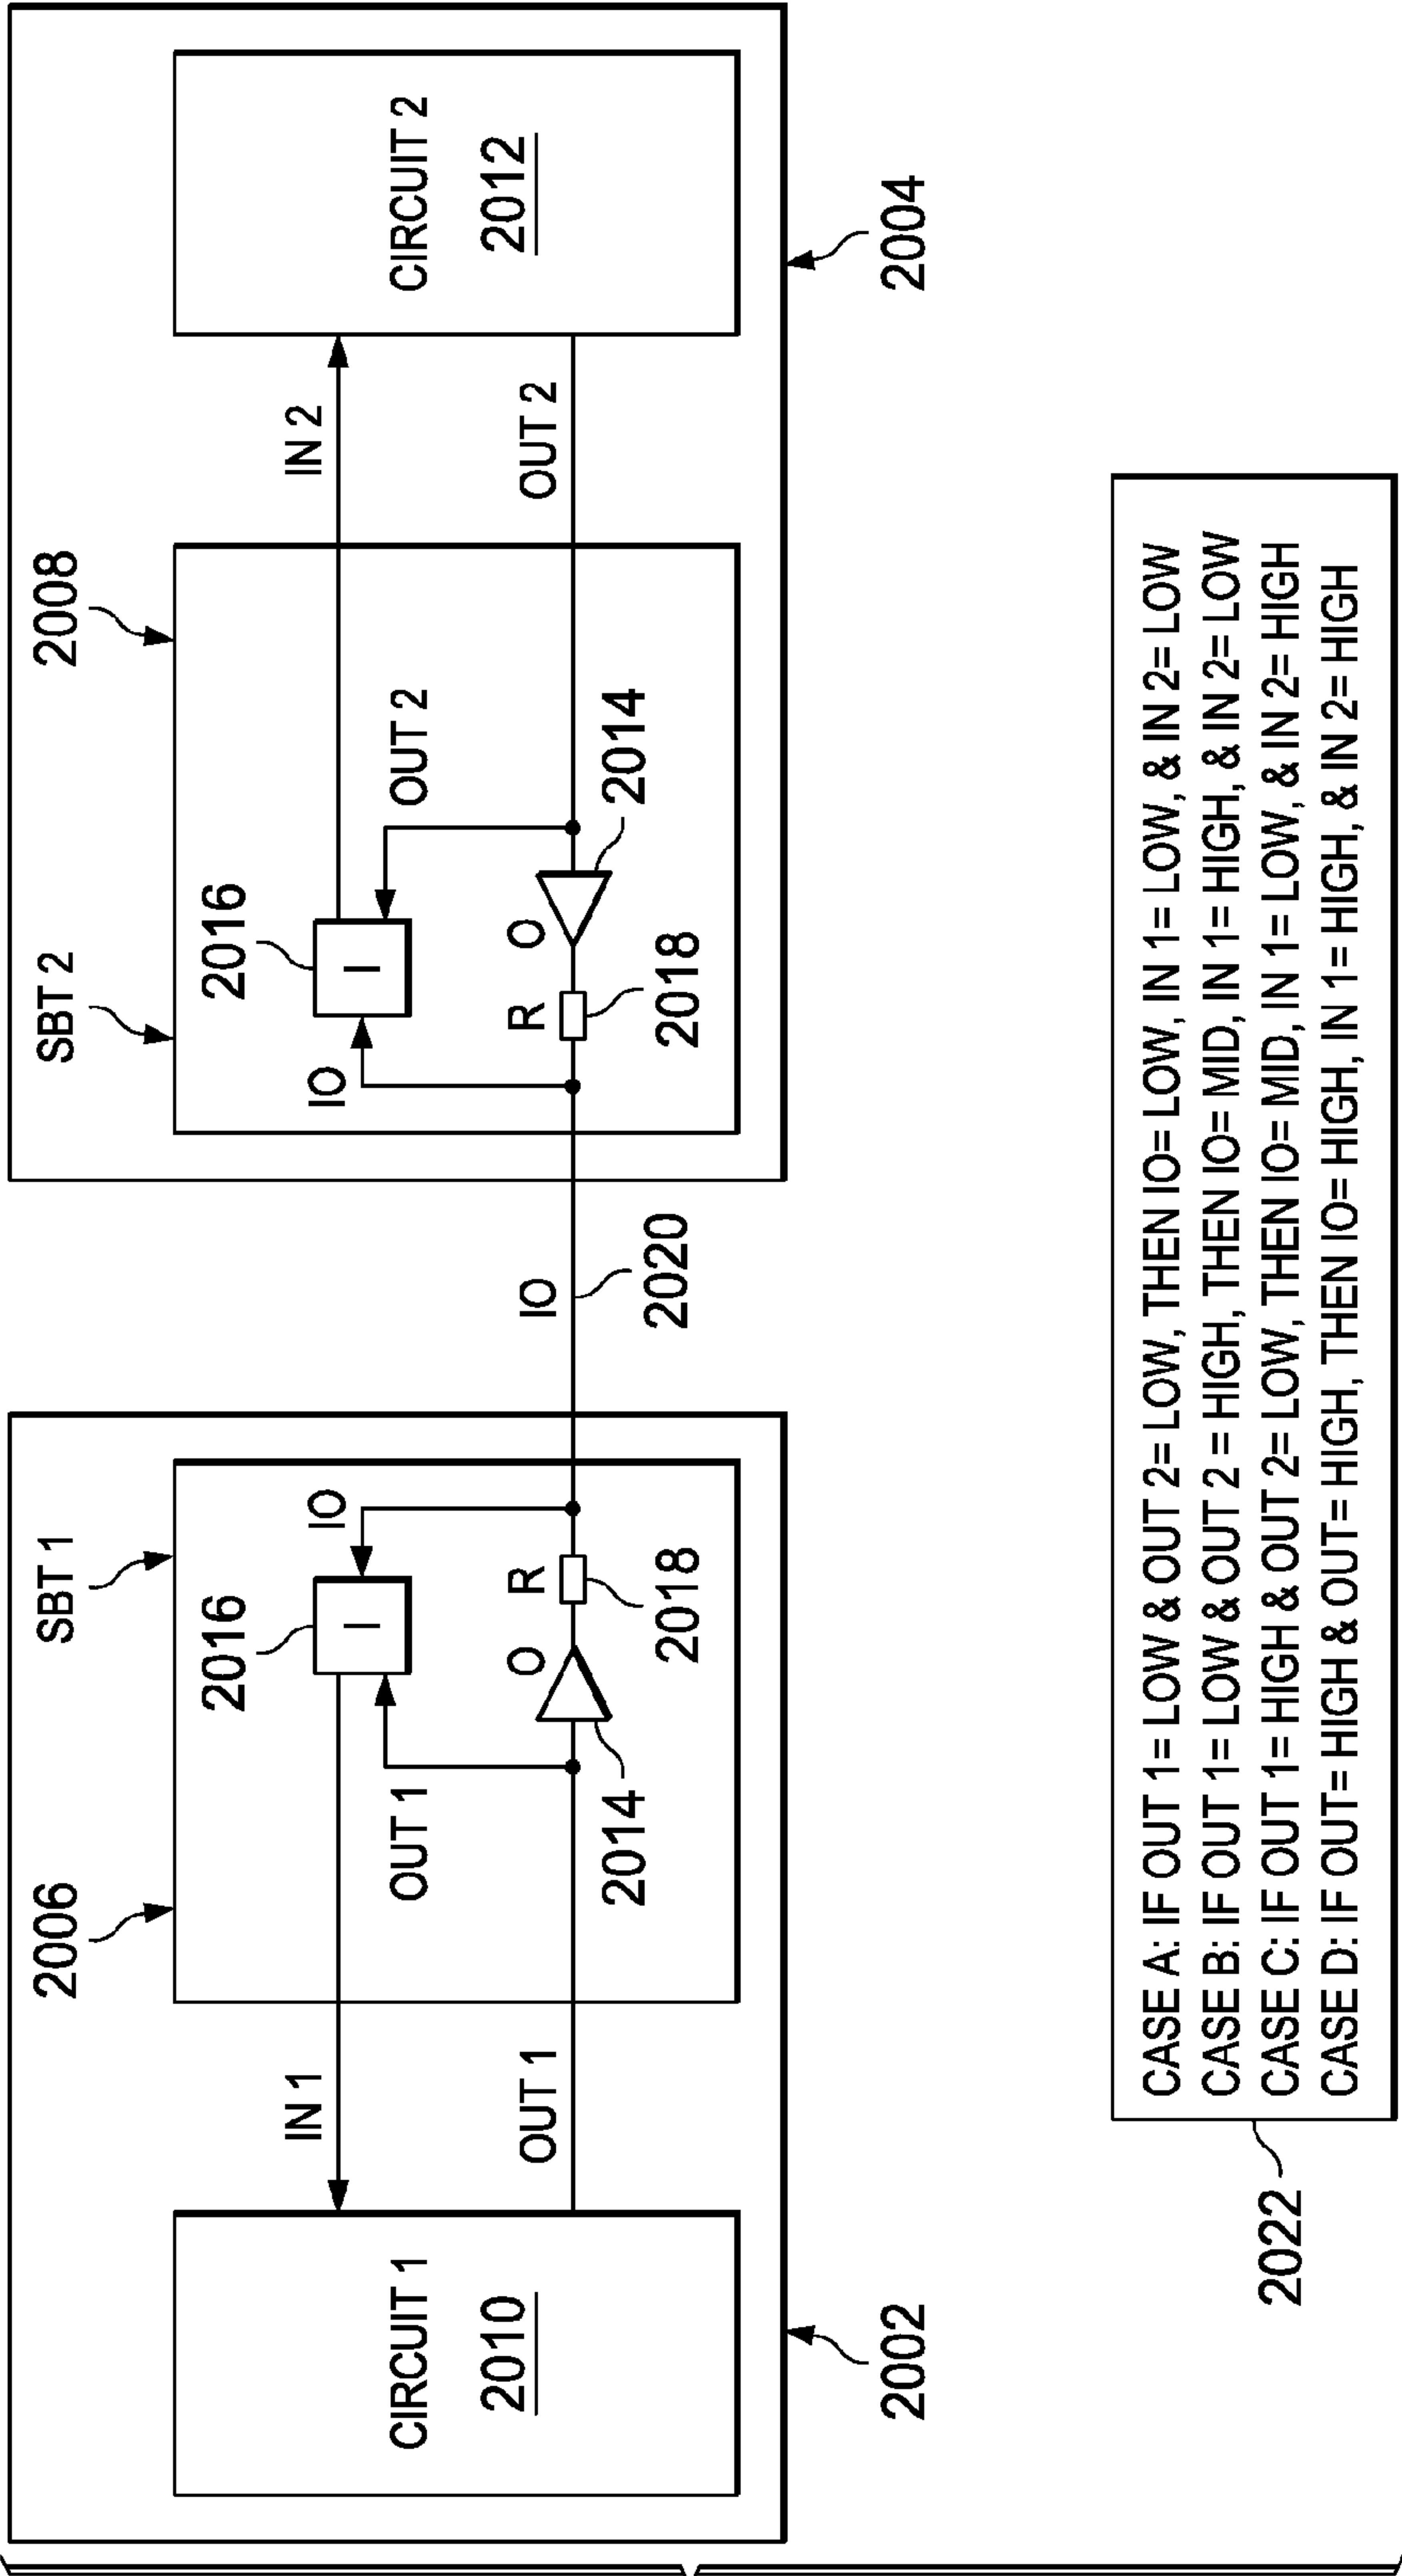 SBT 1
2006
CIRCUIT 1
2010
IN 1
OUT 1
OUT 1
2016
I
IO
O
R
2014
2018
2002
IO
2020
SBT 2
2008
IO
2016
I
OUT 2
R
O
2018
2014
IN 2
OUT 2
CIRCUIT 2
2012
2004
2022
CASE A: IF OUT 1= LOW & OUT 2= LOW, THEN IO= LOW, IN 1= LOW, & IN 2= LOW
CASE B: IF OUT 1= LOW & OUT 2 = HIGH, THEN IO= MID, IN 1= HIGH, & IN 2= LOW
CASE C: IF OUT 1= HIGH & OUT 2= LOW, THEN IO= MID, IN 1= LOW, & IN 2= HIGH
CASE D: IF OUT= HIGH & OUT= HIGH, THEN IO= HIGH, IN 1= HIGH, & IN 2= HIGH